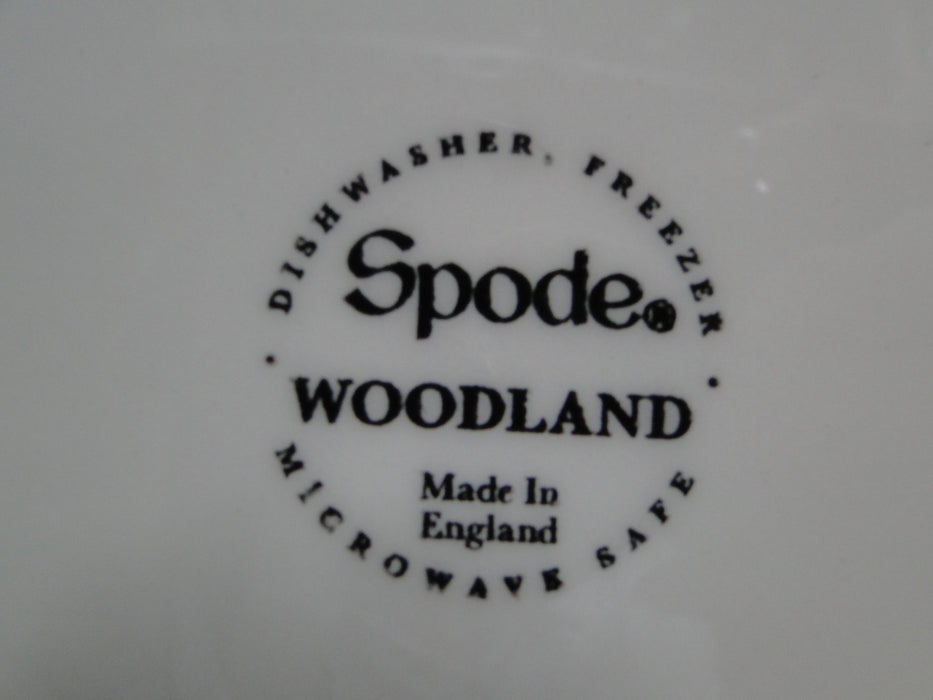 DISHWASHER, FREEZER
Spode®
WOODLAND
Made In
England
· MICROWAVE SAFE ·